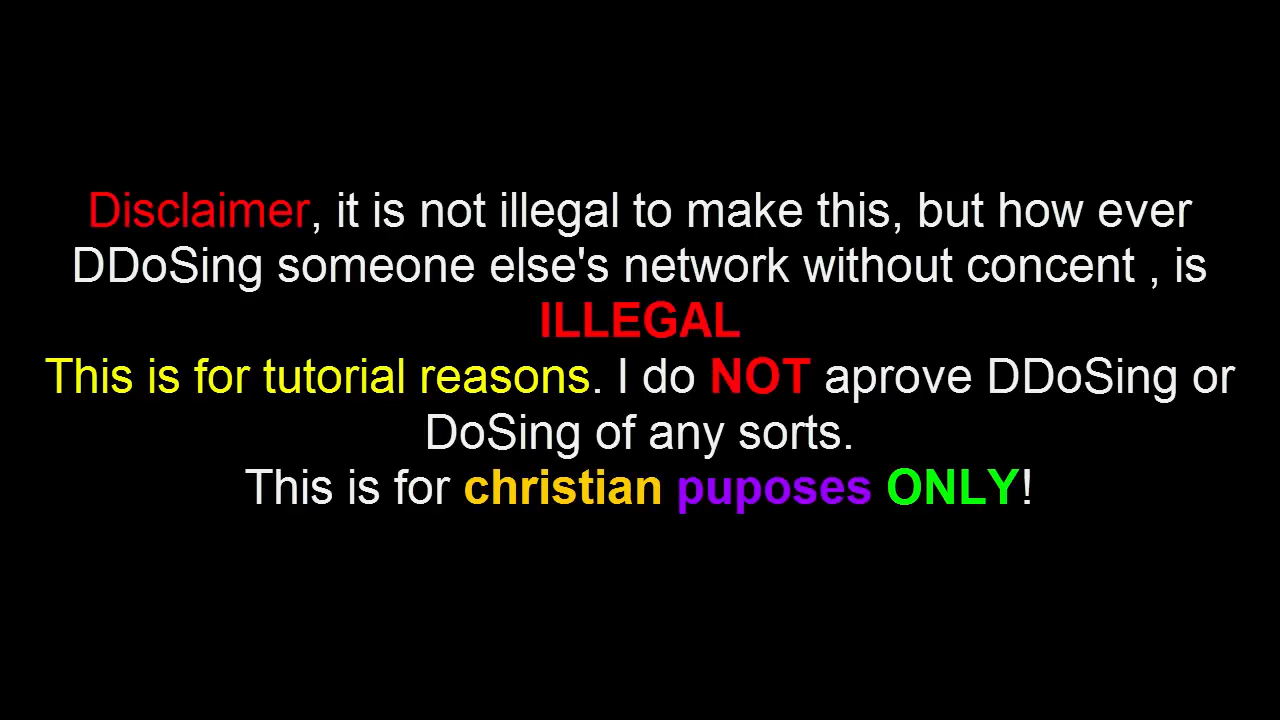 Disclaimer, it is not illegal to make this, but how ever
DDoSing someone else's network without concent , is
ILLEGAL
This is for tutorial reasons. I do NOT aprove DDoSing or
DoSing of any sorts.
This is for christian puposes ONLY!